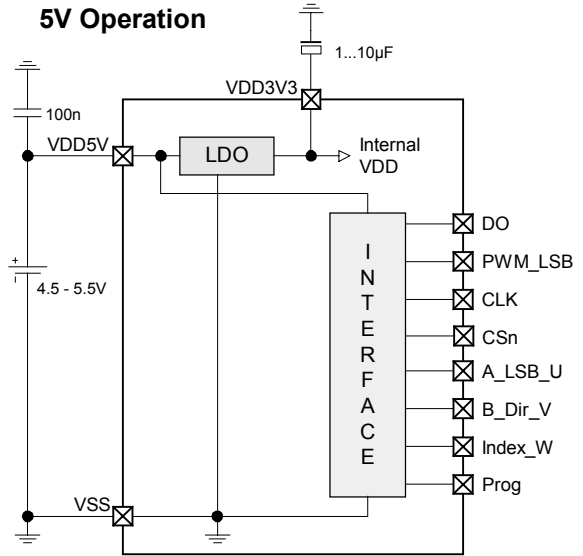 5V Operation
1...10µF
VDD3V3
100n
VDD5V
LDO
Internal
VDD
DO
I
N
T
E
R
F
A
C
E
PWM_LSB
+
-
4.5 - 5.5V
CLK
CSn
A_LSB_U
B_Dir_V
Index_W
Prog
VSS